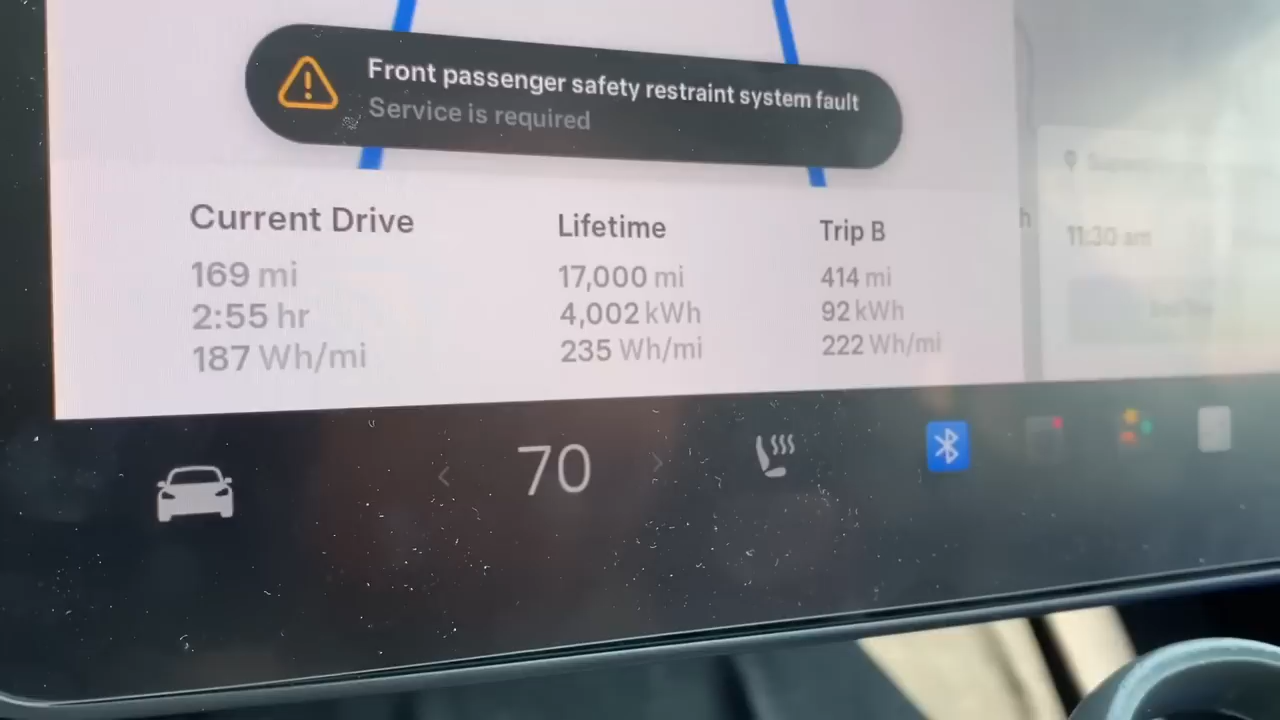 Front passenger safety restraint system fault
Service is required
Current Drive
169 mi
2:55 hr
187 Wh/mi
Lifetime
17,000 mi
4,002 kWh
235 Wh/mi
Trip B
414 mi
92 kWh
222 Wh/mi
h
11:30 am
70